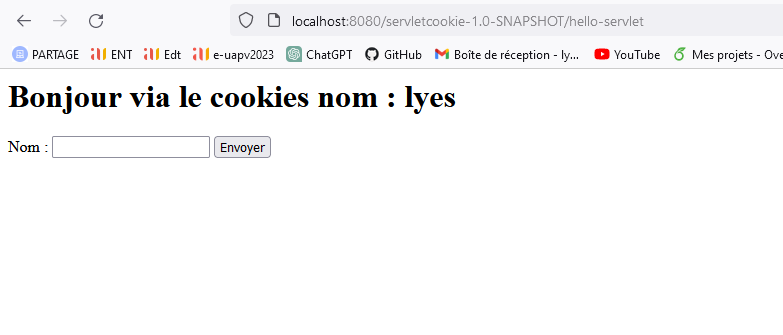 localhost:8080/servletcookie-1.0-SNAPSHOT/hello-servlet
PARTAGE ENT Edt e-uapv2023 ChatGPT GitHub Boîte de réception - ly... YouTube Mes projets - Ove
Bonjour via le cookies nom : lyes
Nom : Envoyer